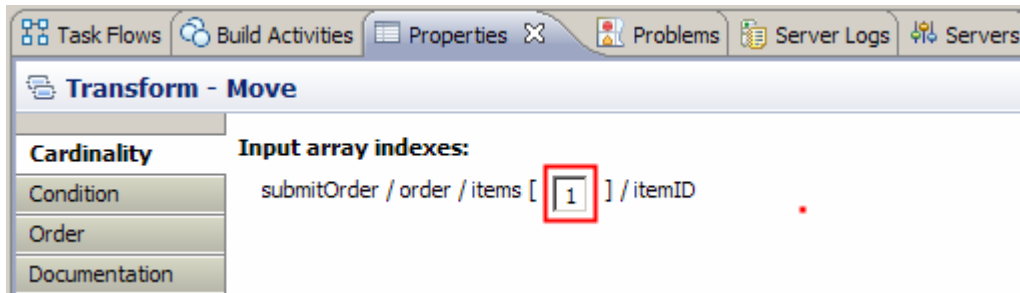 Task Flows Build Activities Properties Problems Server Logs Servers
Transform - Move
Cardinality
Input array indexes:
Condition
submitOrder / order / items [ 1 ] / itemID
Order
Documentation